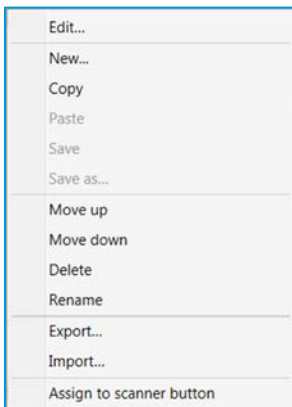 Edit...
New...
Copy
Paste
Save
Save as...
Move up
Move down
Delete
Rename
Export...
Import...
Assign to scanner button